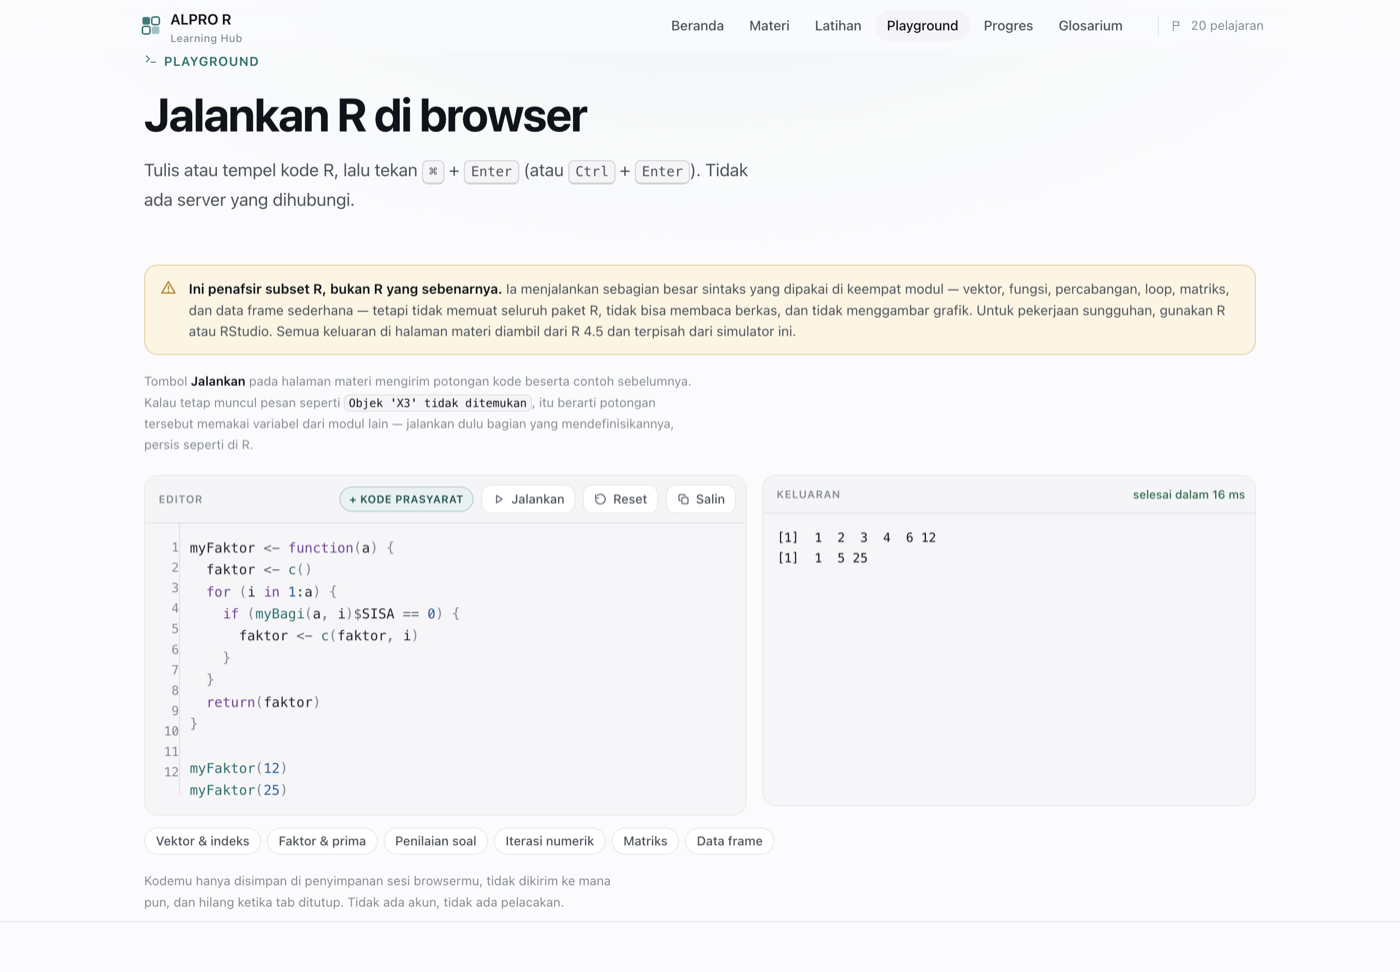 ALPRO R
Learning Hub
Beranda
Materi
Latihan
Playground
Progres
Glosarium
20 pelajaran
PLAYGROUND
Jalankan R di browser
Tulis atau tempel kode R, lalu tekan ⌘ + Enter (atau Ctrl + Enter). Tidak
ada server yang dihubungi.
Ini penafsir subset R, bukan R yang sebenarnya. Ia menjalankan sebagian besar sintaks yang dipakai di keempat modul — vektor, fungsi, percabangan, loop, matriks,
dan data frame sederhana — tetapi tidak memuat seluruh paket R, tidak bisa membaca berkas, dan tidak menggambar grafik. Untuk pekerjaan sungguhan, gunakan R
atau RStudio. Semua keluaran di halaman materi diambil dari R 4.5 dan terpisah dari simulator ini.
Tombol Jalankan pada halaman materi mengirim potongan kode beserta contoh sebelumnya.
Kalau tetap muncul pesan seperti Objek 'X3' tidak ditemukan, itu berarti potongan
tersebut memakai variabel dari modul lain — jalankan dulu bagian yang mendefinisikannya,
persis seperti di R.
EDITOR
+ KODE PRASYARAT
Jalankan
Reset
Salin
1 myFaktor <- function(a) {
2   faktor <- c()
3   for (i in 1:a) {
4     if (myBagi(a, i)$SISA == 0) {
5       faktor <- c(faktor, i)
6     }
7   }
8   return(faktor)
9 }
10
11 myFaktor(12)
12 myFaktor(25)
KELUARAN
selesai dalam 16 ms
[1]  1  2  3  4  6 12
[1]  1  5 25
Vektor & indeks
Faktor & prima
Penilaian soal
Iterasi numerik
Matriks
Data frame
Kodemu hanya disimpan di penyimpanan sesi browsermu, tidak dikirim ke mana
pun, dan hilang ketika tab ditutup. Tidak ada akun, tidak ada pelacakan.